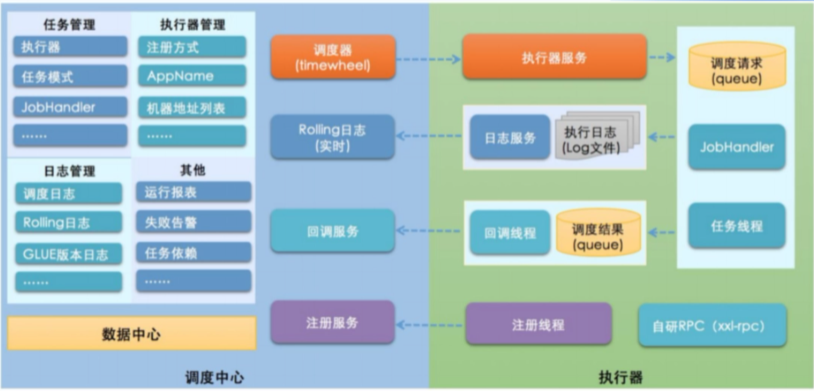 任务管理
执行器
任务模式
JobHandler
......
执行器管理
注册方式
AppName
机器地址列表
......
日志管理
调度日志
Rolling日志
GLUE版本日志
......
其他
运行报表
失败告警
任务依赖
......
数据中心
调度器
(timewheel)
Rolling日志
(实时)
回调服务
注册服务
调度中心
执行器服务
日志服务
执行日志
(Log文件)
回调线程
调度结果
(queue)
注册线程
调度请求
(queue)
JobHandler
任务线程
自研RPC（xxl-rpc）
执行器